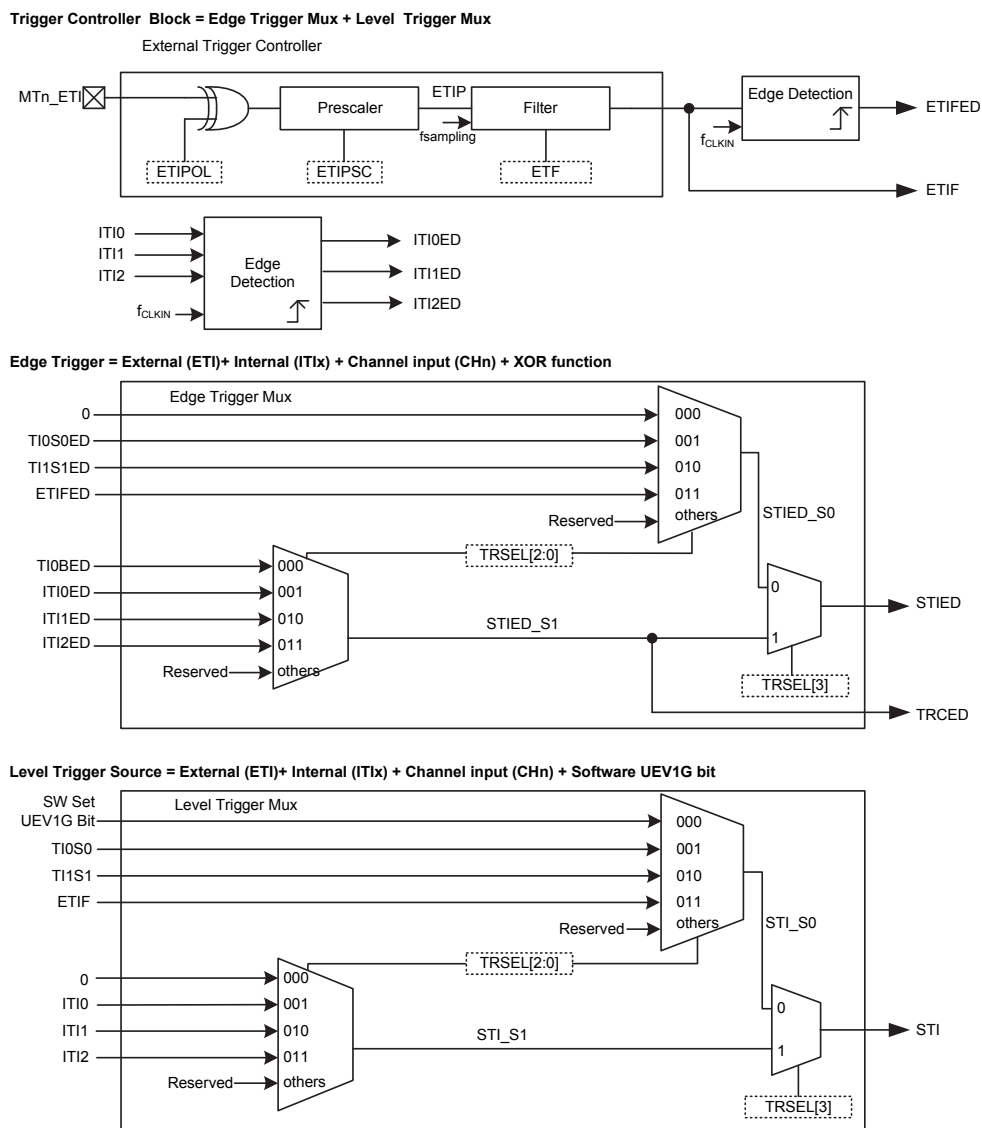 Trigger Controller Block = Edge Trigger Mux + Level Trigger Mux
External Trigger Controller
MTn_ETI
ETIP
Prescaler
Filter
fsampling
Edge Detection
fCLKIN
ETIFED
ETIPOL
ETIPSC
ETF
ETIF
ITI0
ITI1
ITI2
fCLKIN
Edge
Detection
ITI0ED
ITI1ED
ITI2ED
Edge Trigger = External (ETI)+ Internal (ITIx) + Channel input (CHn) + XOR function
Edge Trigger Mux
0
TI0S0ED
TI1S1ED
ETIFED
Reserved
000
001
010
011
others
STIED_S0
TRSEL[2:0]
TI0BED
ITI0ED
ITI1ED
ITI2ED
Reserved
000
001
010
011
others
STIED_S1
0
1
STIED
TRSEL[3]
TRCED
Level Trigger Source = External (ETI)+ Internal (ITIx) + Channel input (CHn) + Software UEV1G bit
Level Trigger Mux
SW Set
UEV1G Bit
TI0S0
TI1S1
ETIF
Reserved
000
001
010
011
others
STI_S0
TRSEL[2:0]
0
ITI0
ITI1
ITI2
Reserved
000
001
010
011
others
STI_S1
0
1
STI
TRSEL[3]